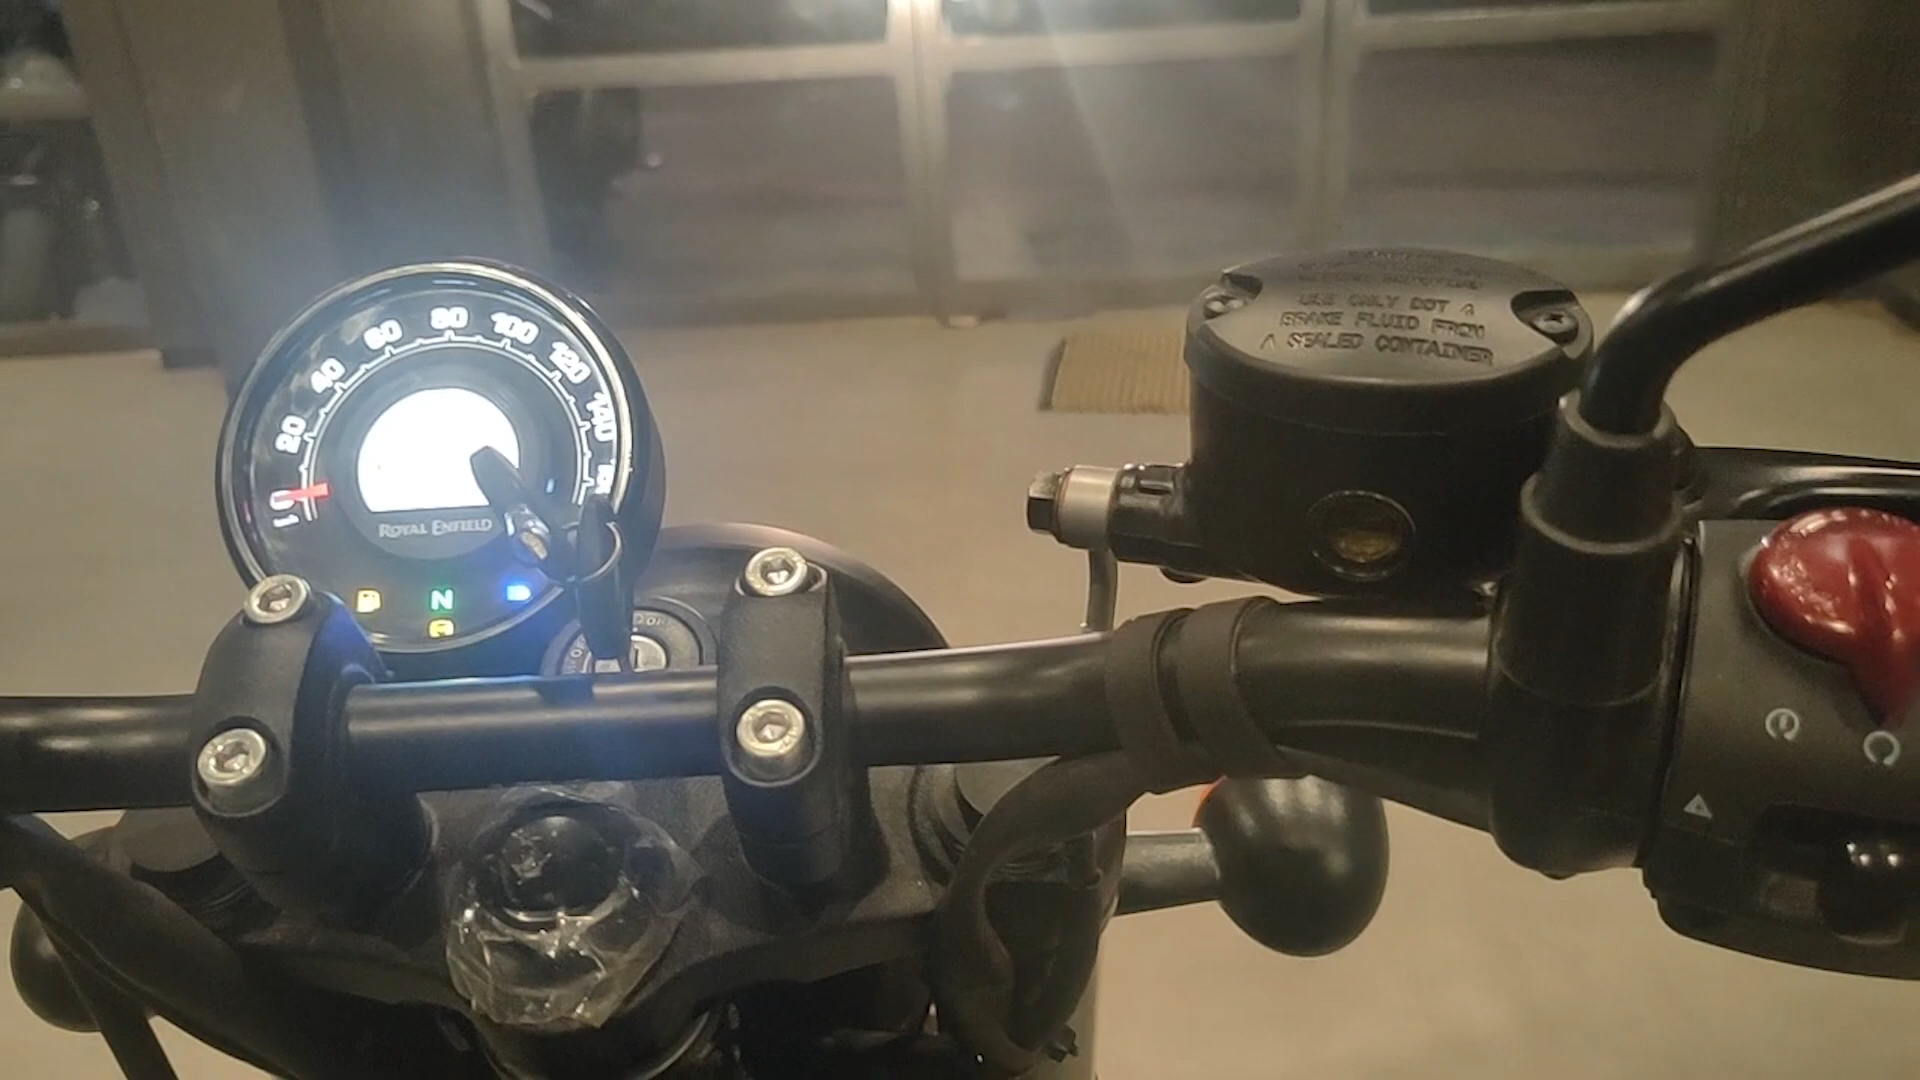 20
40
60
80
100
120
140
ROYAL ENFIELD
N
USE ONLY DOT 4
BRAKE FLUID FROM
A SEALED CONTAINER